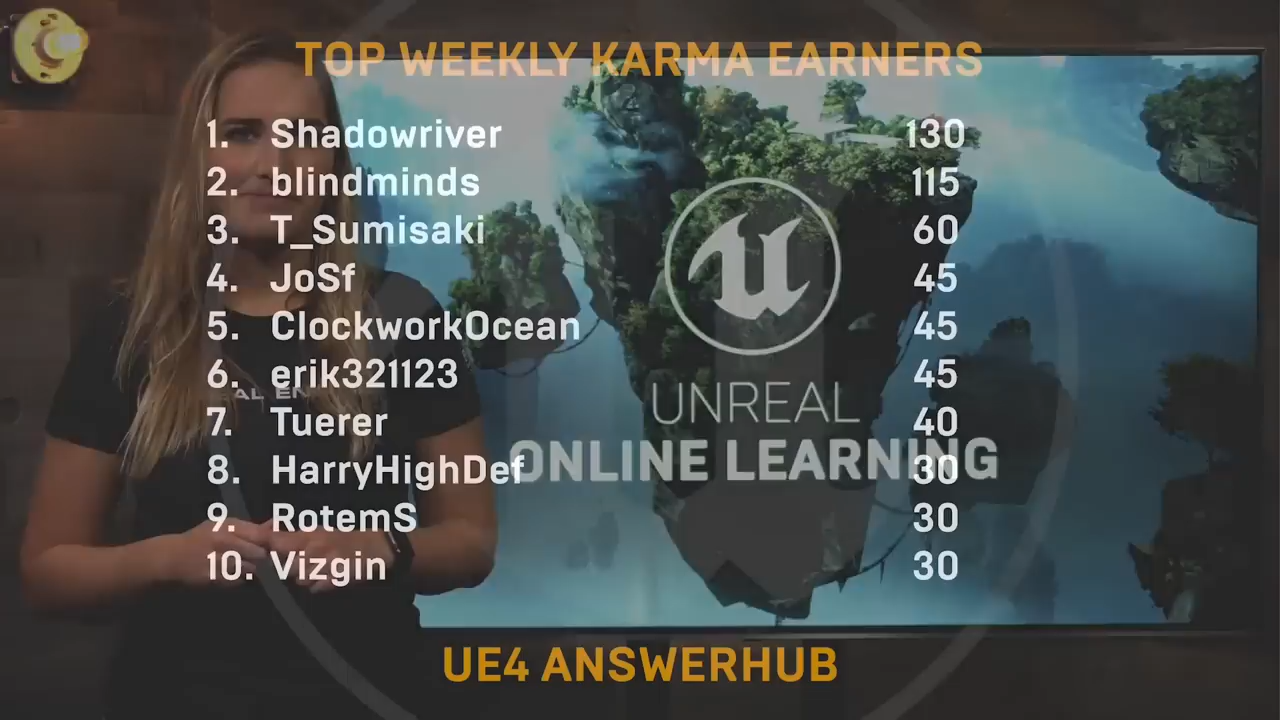 TOP WEEKLY KARMA EARNERS
1. Shadowriver 130
2. blindminds 115
3. T_Sumisaki 60
4. JoSf 45
5. ClockworkOcean 45
6. erik321123 45
7. Tuerer 40
8. HarryHighDef 30
9. RotemS 30
10. Vizgin 30
UNREAL
ONLINE LEARNING
UE4 ANSWERHUB